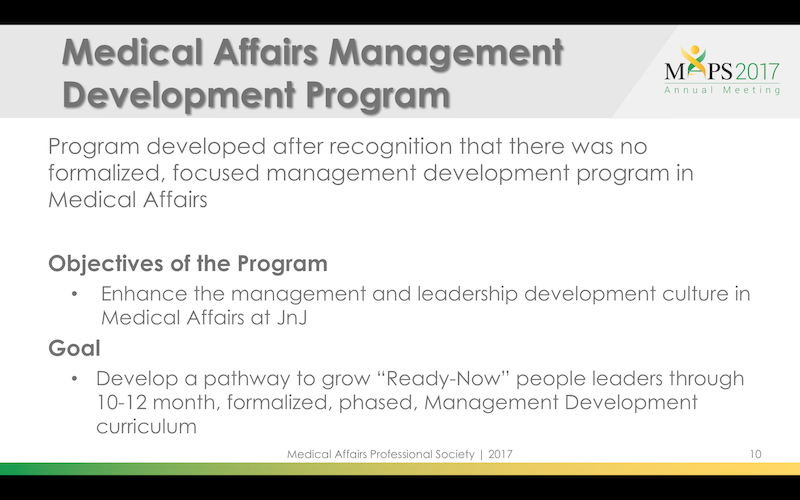 Medical Affairs Management
Development Program
MAPS 2017
Annual Meeting
Program developed after recognition that there was no
formalized, focused management development program in
Medical Affairs
Objectives of the Program
• Enhance the management and leadership development culture in
Medical Affairs at JnJ
Goal
• Develop a pathway to grow “Ready-Now” people leaders through
10-12 month, formalized, phased, Management Development
curriculum
Medical Affairs Professional Society | 2017
10